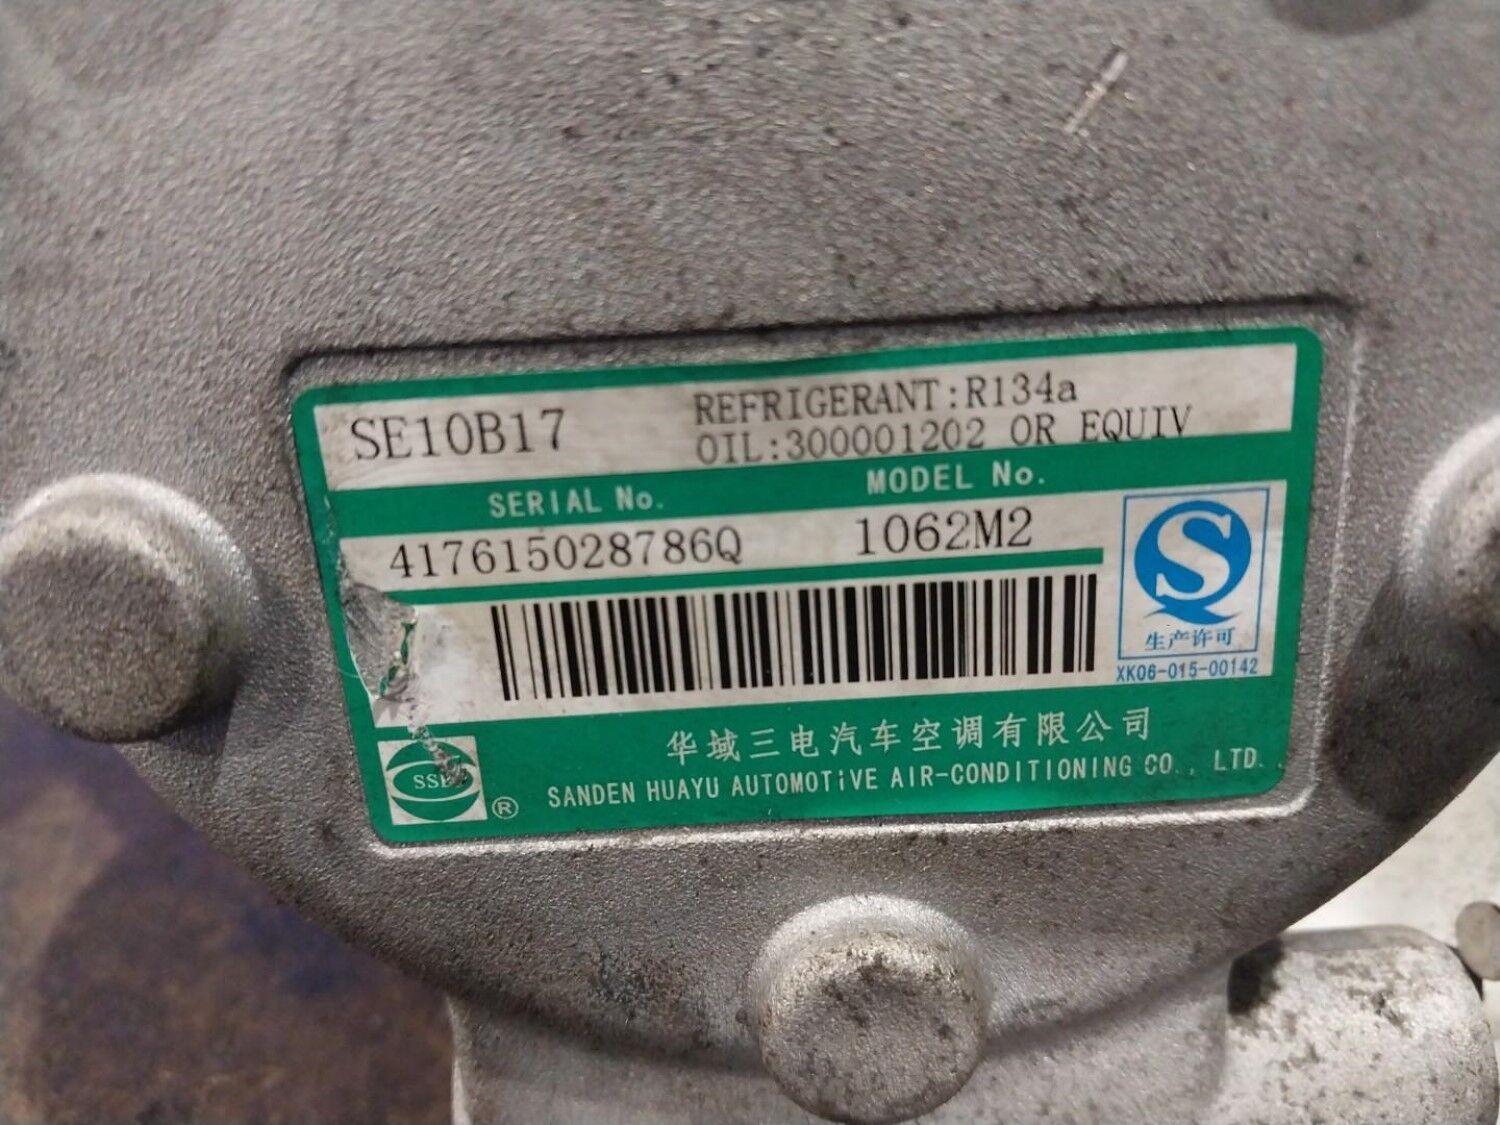 SE10B17
REFRIGERANT:R134a
OIL:300001202 OR EQUIV
SERIAL No.
MODEL No.
417615028786Q
1062M2
S
生产许可
XK06-015-00142
华域三电汽车空调有限公司
SANDEN HUAYU AUTOMOTiVE AIR-CONDITIONING CO., LTD.
®